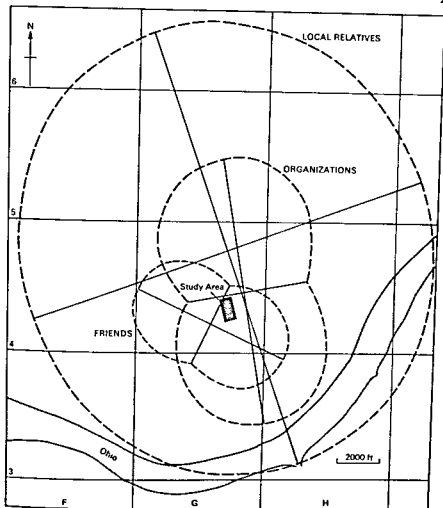 N
LOCAL RELATIVES
6
ORGANIZATIONS
5
Study Area
FRIENDS
4
Ohio
2000 ft
3
F
G
H